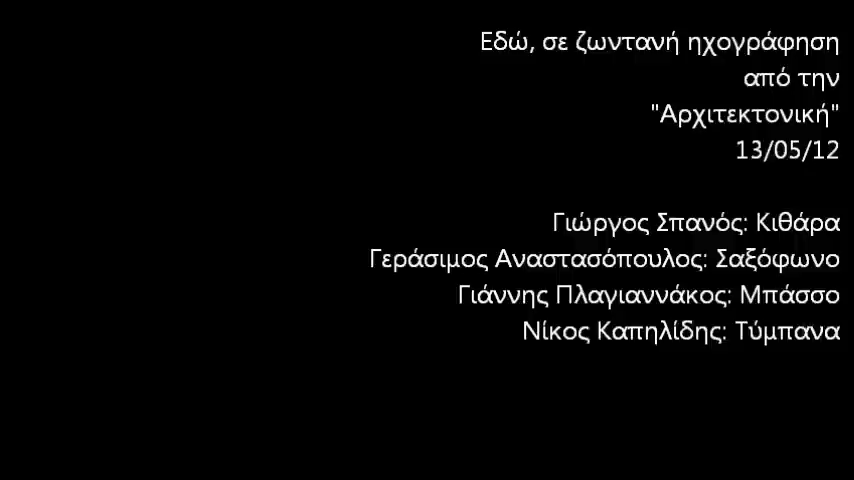 Εδώ, σε ζωντανή ηχογράφηση
από την
"Αρχιτεκτονική"
13/05/12
Γιώργος Σπανός: Κιθάρα
Γεράσιμος Αναστασόπουλος: Σαξόφωνο
Γιάννης Πλαγιαννάκος: Μπάσσο
Νίκος Καπηλίδης: Τύμπανα